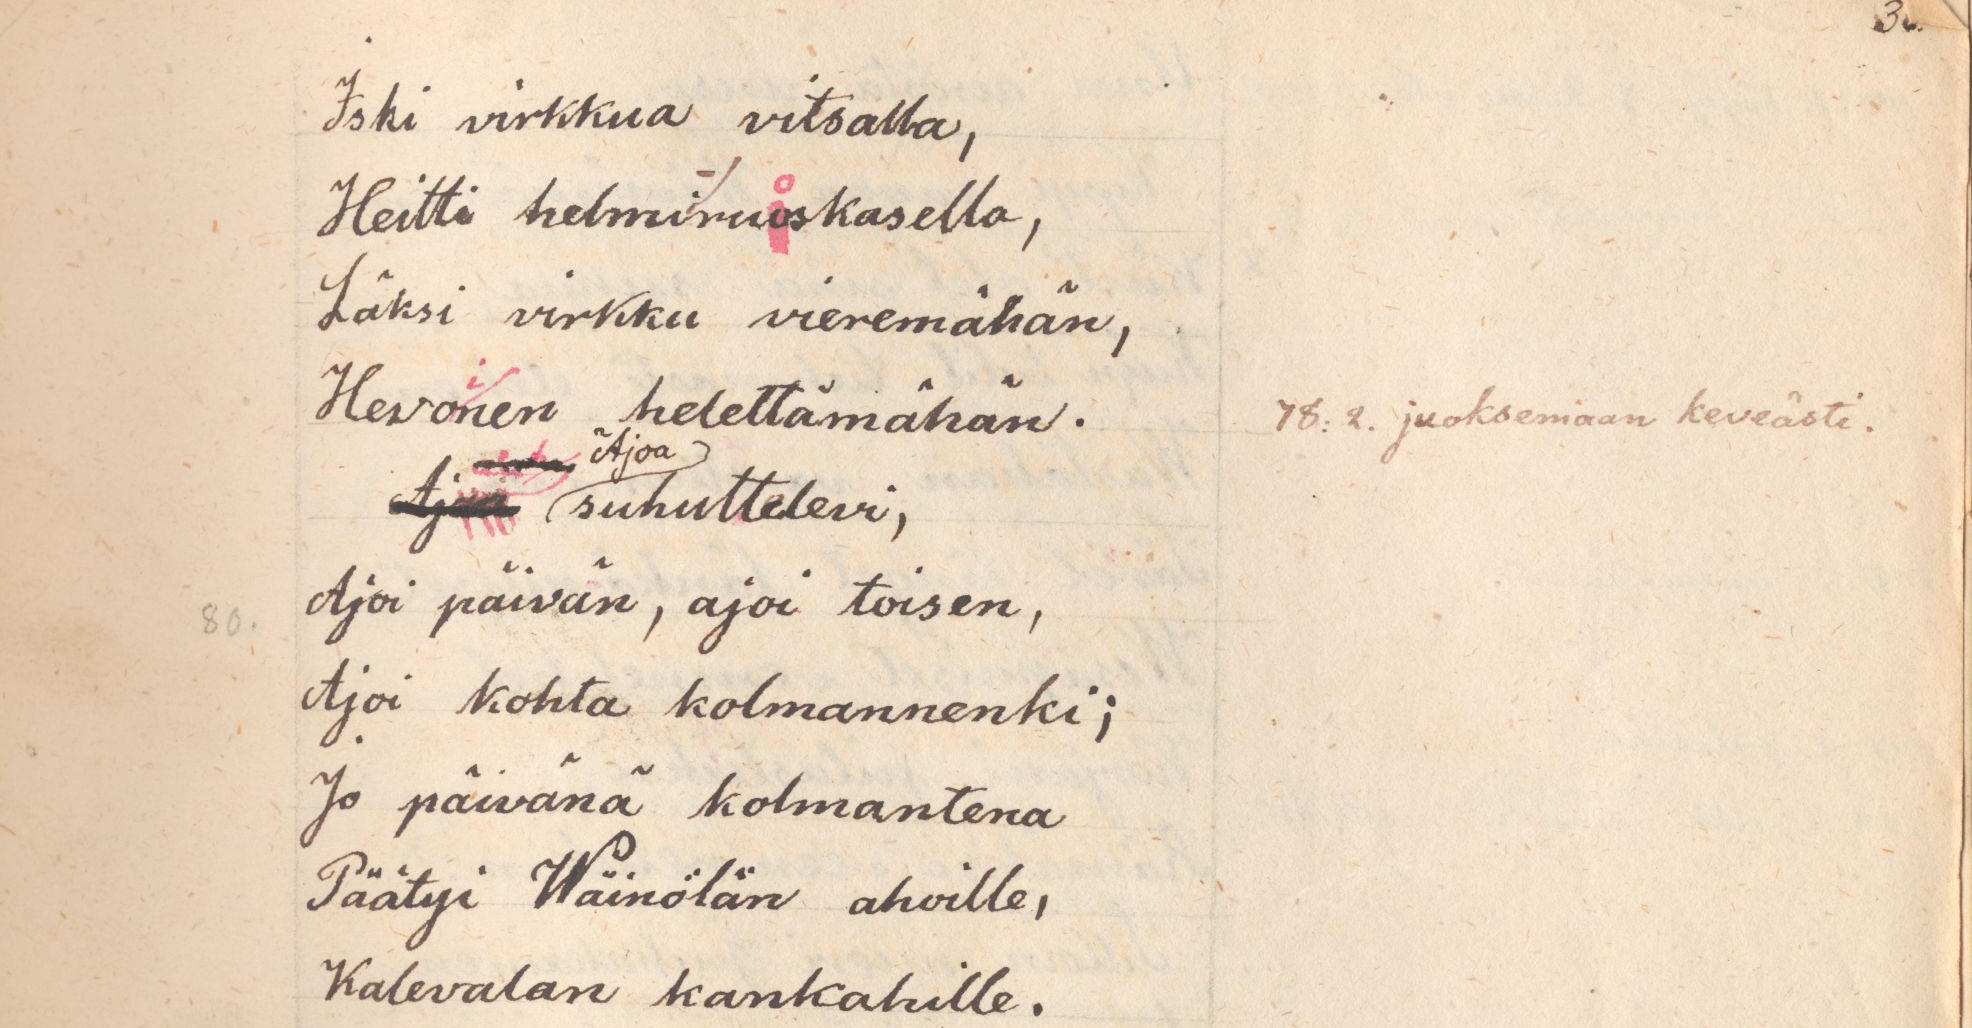 3
Iski virkkua vitsalla,
Heitti helmiruoskasella,
Läksi virkku vieremähän,
i
Hevonen helettämähän. 78: 2. juoksemaan keveästi.
Ajoa
suhuttelevi,
80. Ajoi päivän, ajoi toisen,
Ajoi kohta kolmannenki;
Jo päivänä kolmantena
Päätyi Wäinölän ahoille,
Kalevalan kankahille.